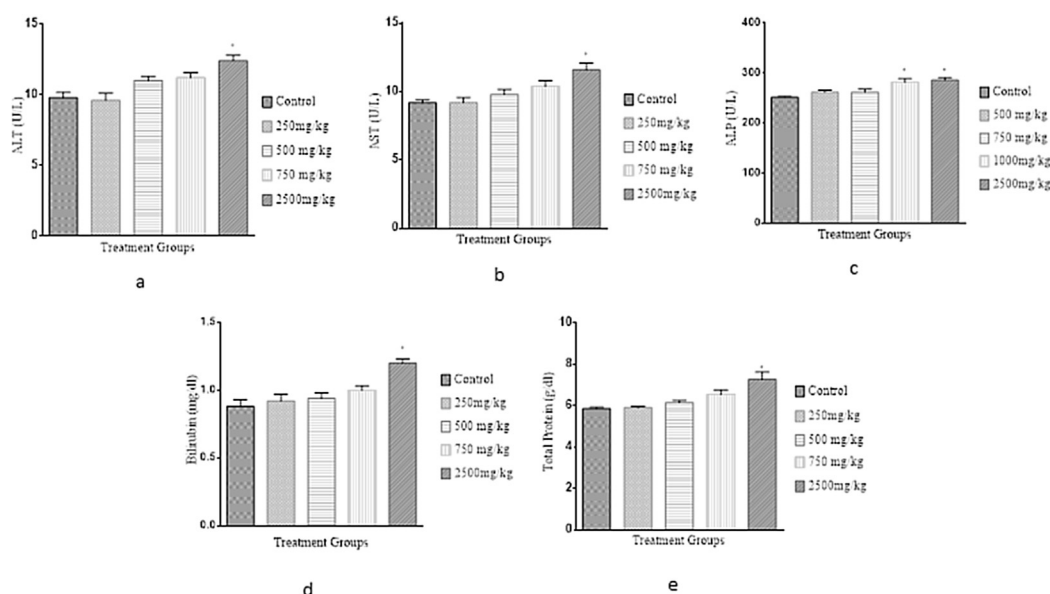 15
10
5
0
ALT (U/L)
*
Treatment Groups
Control
250mg/kg
500 mg/kg
750 mg/kg
2500mg/kg
a
15
10
5
0
AST (U/L)
*
Treatment Groups
Control
250mg/kg
500 mg/kg
750 mg/kg
2500mg/kg
b
400
300
200
100
0
ALP (U/L)
* *
Treatment Groups
Control
500 mg/kg
750 mg/kg
1000mg/kg
2500mg/kg
c
1.5
1.0
0.5
0.0
Bilirubin (mg/dl)
*
Treatment Groups
Control
250mg/kg
500 mg/kg
750 mg/kg
2500mg/kg
d
10
8
6
4
2
0
Total Protein (g/dl)
*
Treatment Groups
Control
250mg/kg
500 mg/kg
750 mg/kg
2500mg/kg
e